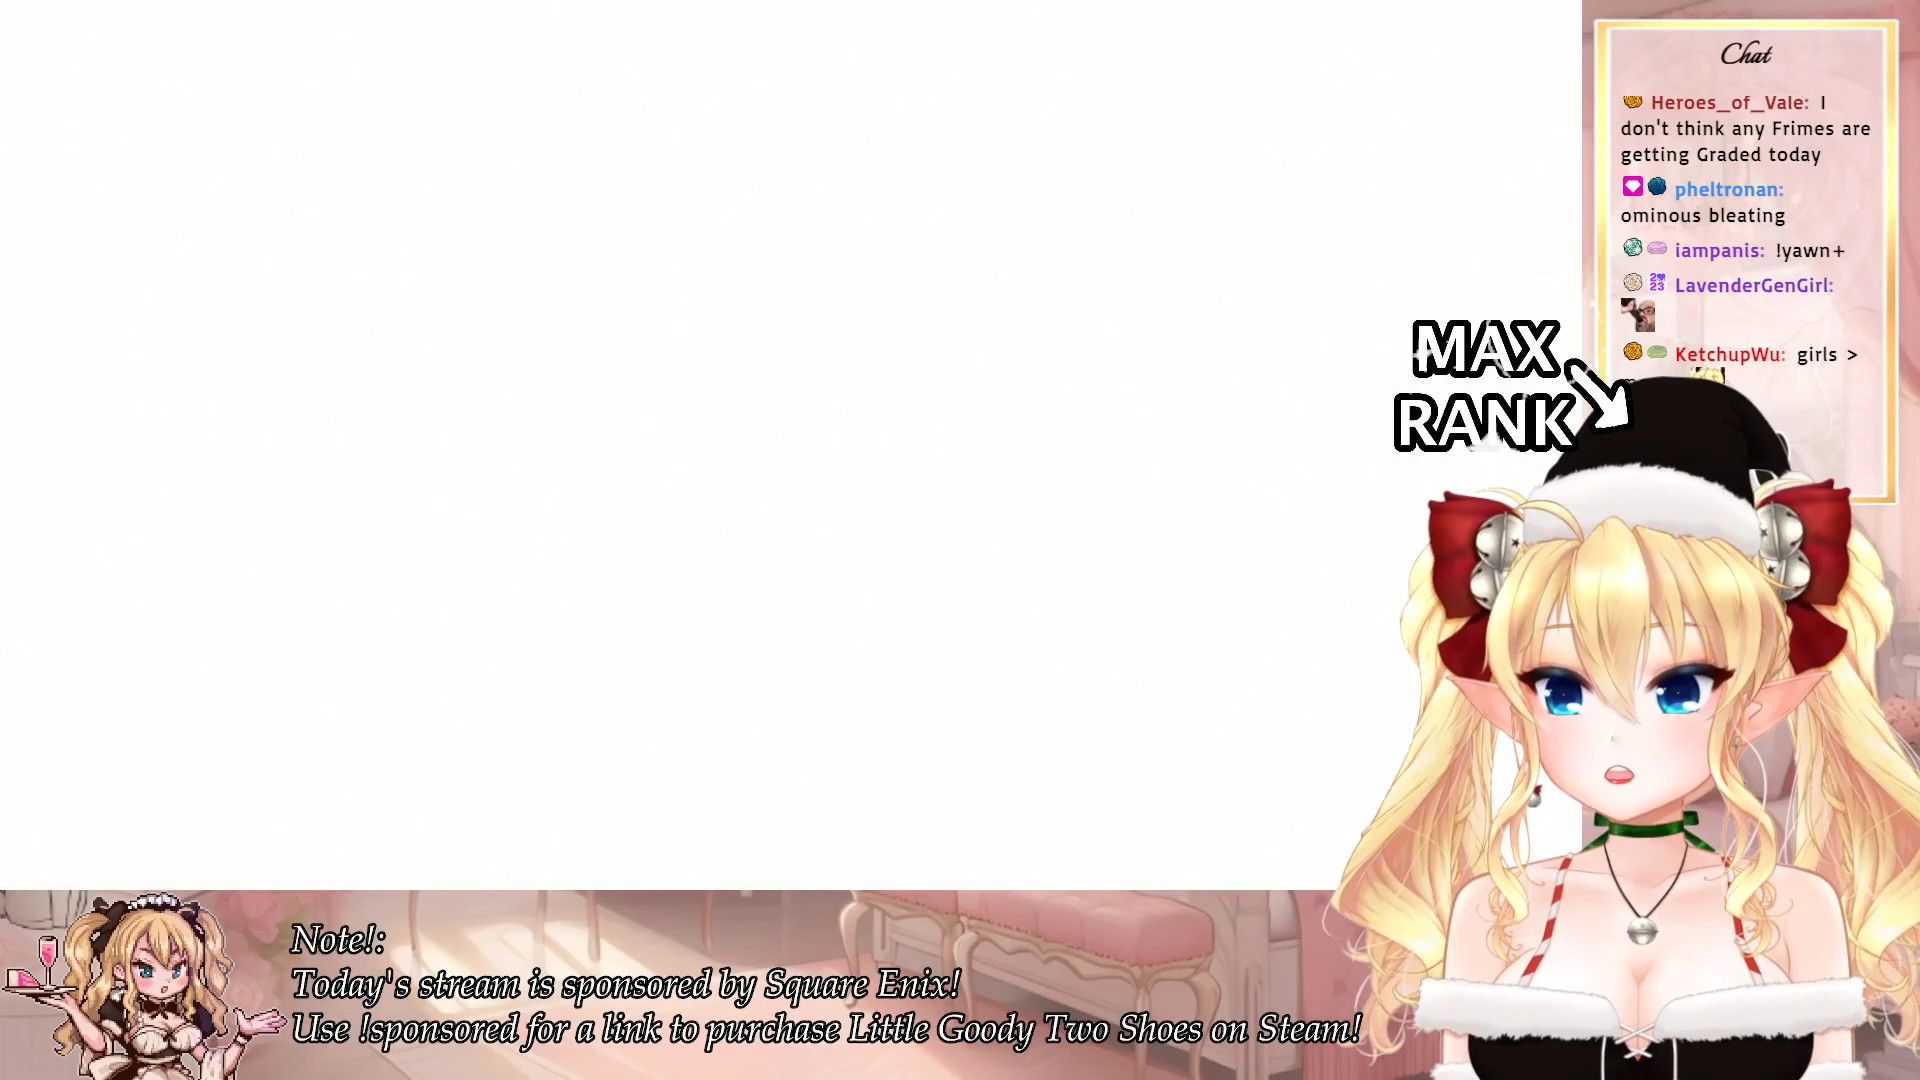 Chat
Heroes_of_Vale: I
don't think any Frimes are
getting Graded today
pheltronan:
ominous bleating
iampanis: !yawn+
2
23
LavenderGenGirl:
KetchupWu: girls >
MAX
RANK
Note!:
Today's stream is sponsored by Square Enix!
Use !sponsored for a link to purchase Little Goody Two Shoes on Steam!